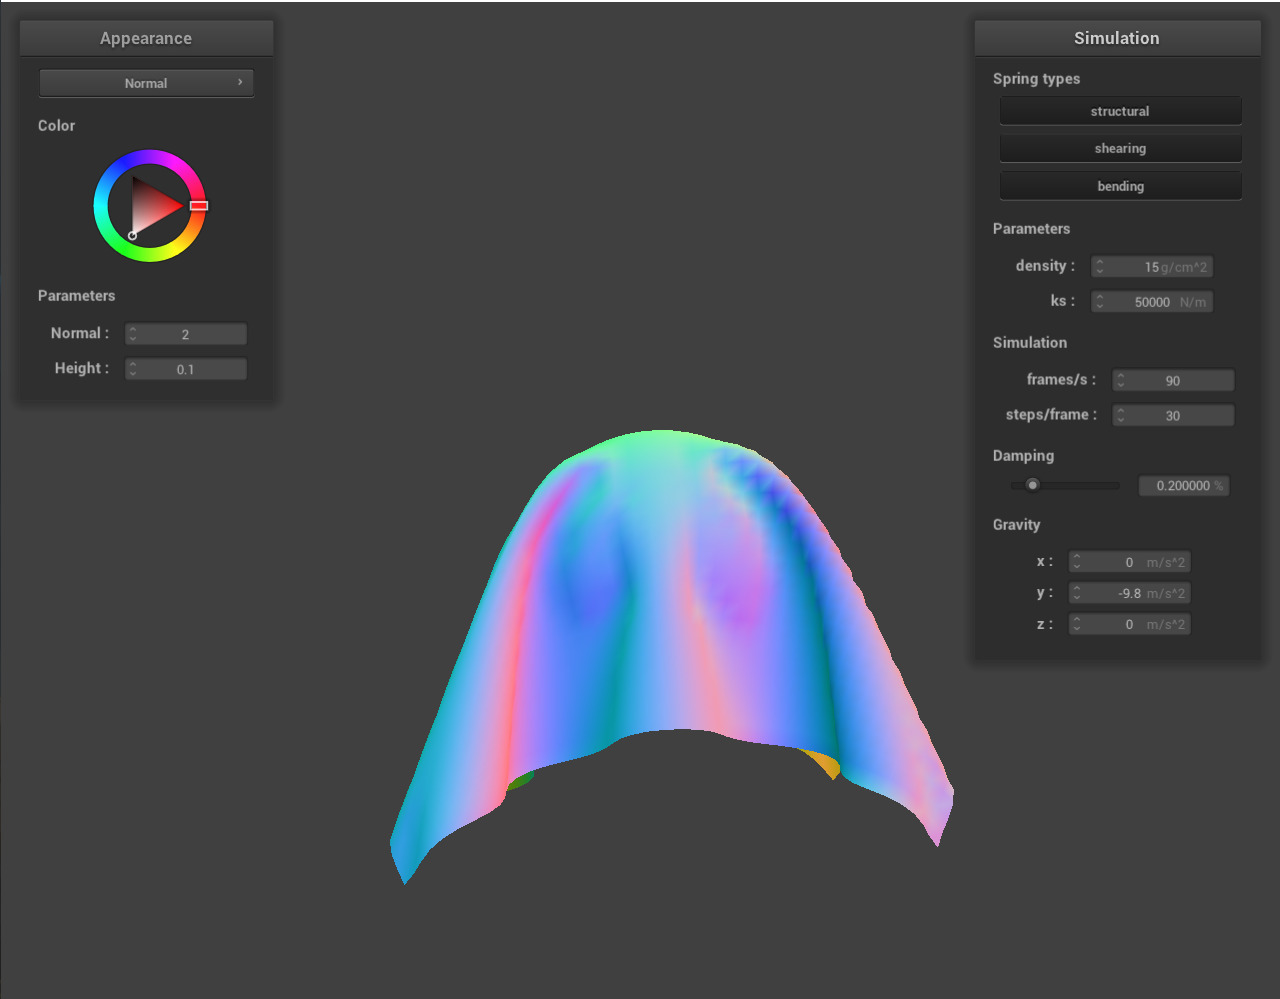 Appearance
Normal
Color
Parameters
Normal : 2
Height : 0.1
Simulation
Spring types
structural
shearing
bending
Parameters
density : 15 g/cm^2
ks : 50000 N/m
Simulation
frames/s : 90
steps/frame : 30
Damping
0.200000 %
Gravity
x : 0 m/s^2
y : -9.8 m/s^2
z : 0 m/s^2